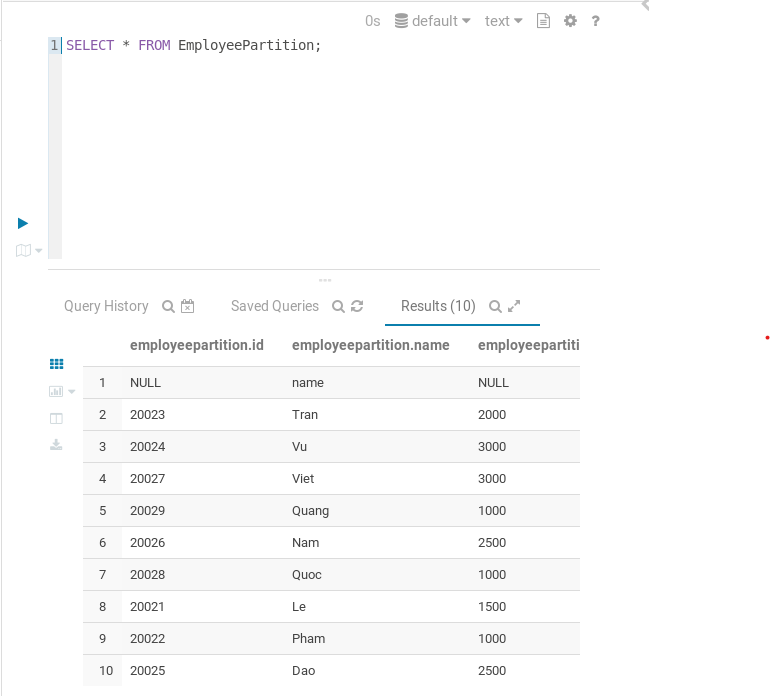 0s default text ?
1 SELECT * FROM EmployeePartition;
Query History Saved Queries Results (10)
employeepartition.id employeepartition.name employeepartiti
1 NULL name NULL
2 20023 Tran 2000
3 20024 Vu 3000
4 20027 Viet 3000
5 20029 Quang 1000
6 20026 Nam 2500
7 20028 Quoc 1000
8 20021 Le 1500
9 20022 Pham 1000
10 20025 Dao 2500